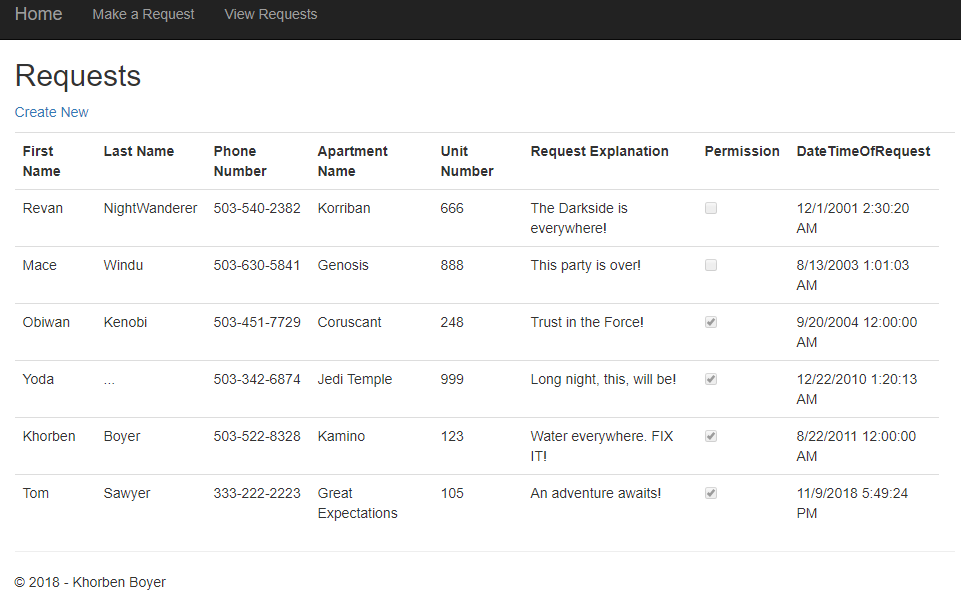 Home Make a Request View Requests
Requests
Create New
First Name Last Name Phone Number Apartment Name Unit Number Request Explanation Permission DateTimeOfRequest
Revan NightWanderer 503-540-2382 Korriban 666 The Darkside is everywhere! 12/1/2001 2:30:20 AM
Mace Windu 503-630-5841 Genosis 888 This party is over! 8/13/2003 1:01:03 AM
Obiwan Kenobi 503-451-7729 Coruscant 248 Trust in the Force! 9/20/2004 12:00:00 AM
Yoda ... 503-342-6874 Jedi Temple 999 Long night, this, will be! 12/22/2010 1:20:13 AM
Khorben Boyer 503-522-8328 Kamino 123 Water everywhere. FIX IT! 8/22/2011 12:00:00 AM
Tom Sawyer 333-222-2223 Great Expectations 105 An adventure awaits! 11/9/2018 5:49:24 PM
© 2018 - Khorben Boyer